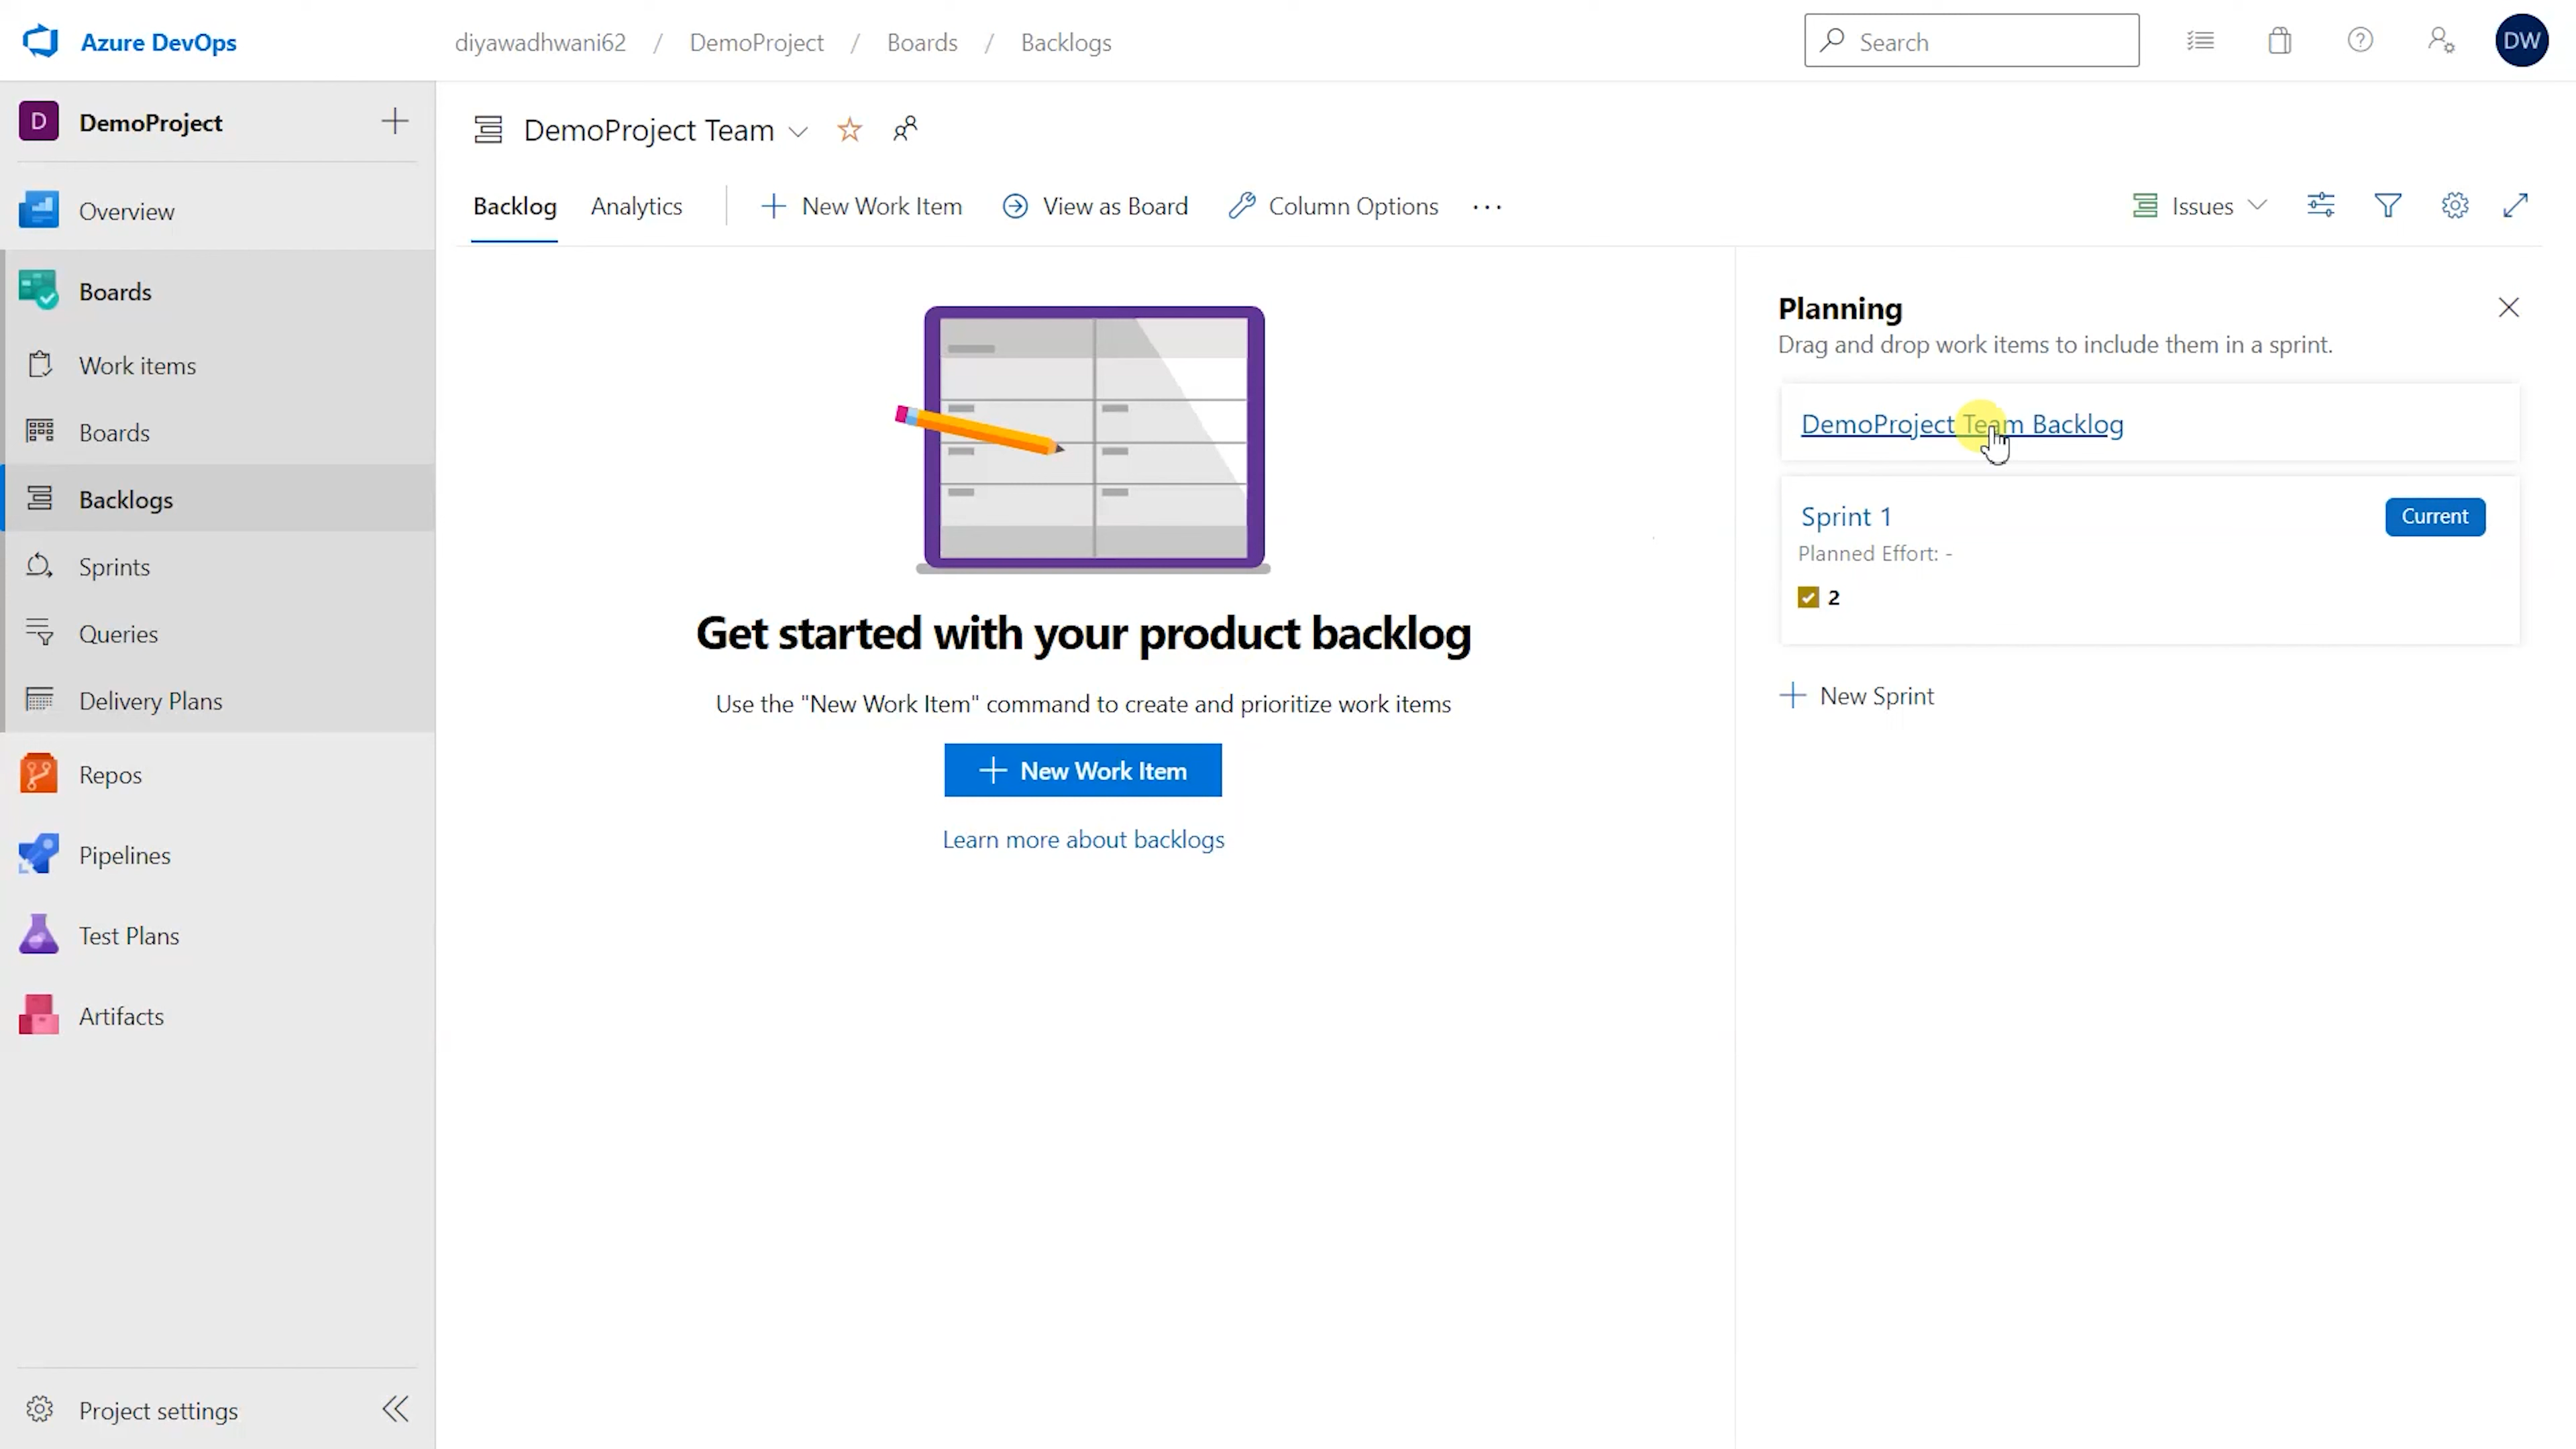 Azure DevOps
diyawadhwani62 / DemoProject / Boards / Backlogs
Search
DW
D DemoProject
Overview
Boards
Work items
Boards
Backlogs
Sprints
Queries
Delivery Plans
Repos
Pipelines
Test Plans
Artifacts
Project settings
DemoProject Team
Backlog Analytics New Work Item View as Board Column Options ...
Issues
Get started with your product backlog
Use the "New Work Item" command to create and prioritize work items
New Work Item
Learn more about backlogs
Planning
Drag and drop work items to include them in a sprint.
DemoProject Team Backlog
Sprint 1 Current
Planned Effort: -
2
New Sprint